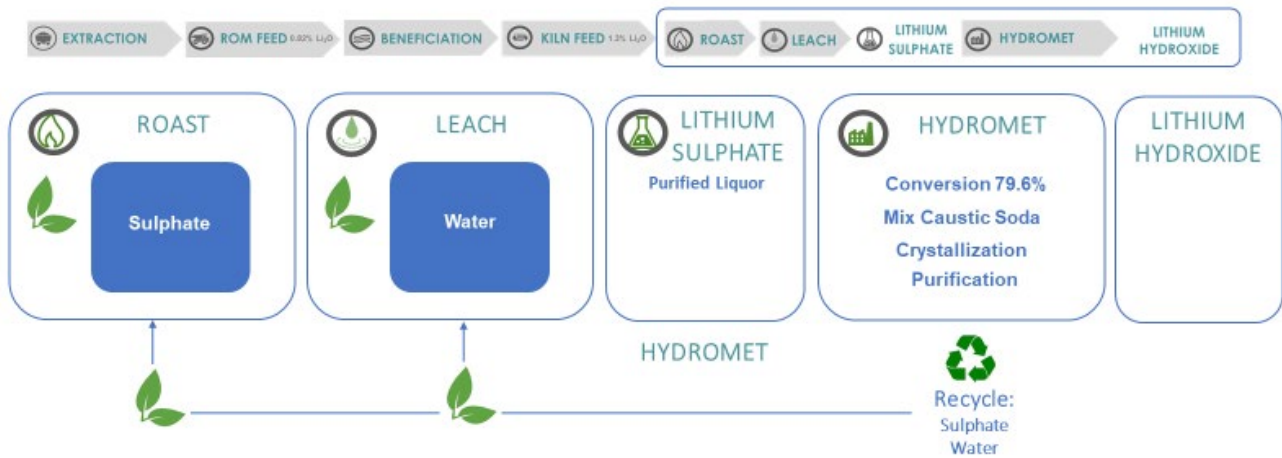 EXTRACTION
ROM FEED 0.82% Li₂O
BENEFICIATION
KILN FEED 1.3% Li₂O
ROAST
LEACH
LITHIUM
SULPHATE
HYDROMET
LITHIUM
HYDROXIDE
ROAST
Sulphate
LEACH
Water
LITHIUM
SULPHATE
Purified Liquor
HYDROMET
Conversion 79.6%
Mix Caustic Soda
Crystallization
Purification
LITHIUM
HYDROXIDE
HYDROMET
Recycle:
Sulphate
Water